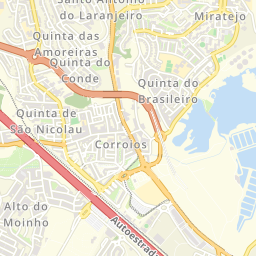 Santo António
do Laranjeiro
Miratejo
Quinta das
Amoreiras
Quinta do
Conde
Quinta do
Brasileiro
Quinta de
São Nicolau
Corroios
Alto do
Moinho
Autoestrada